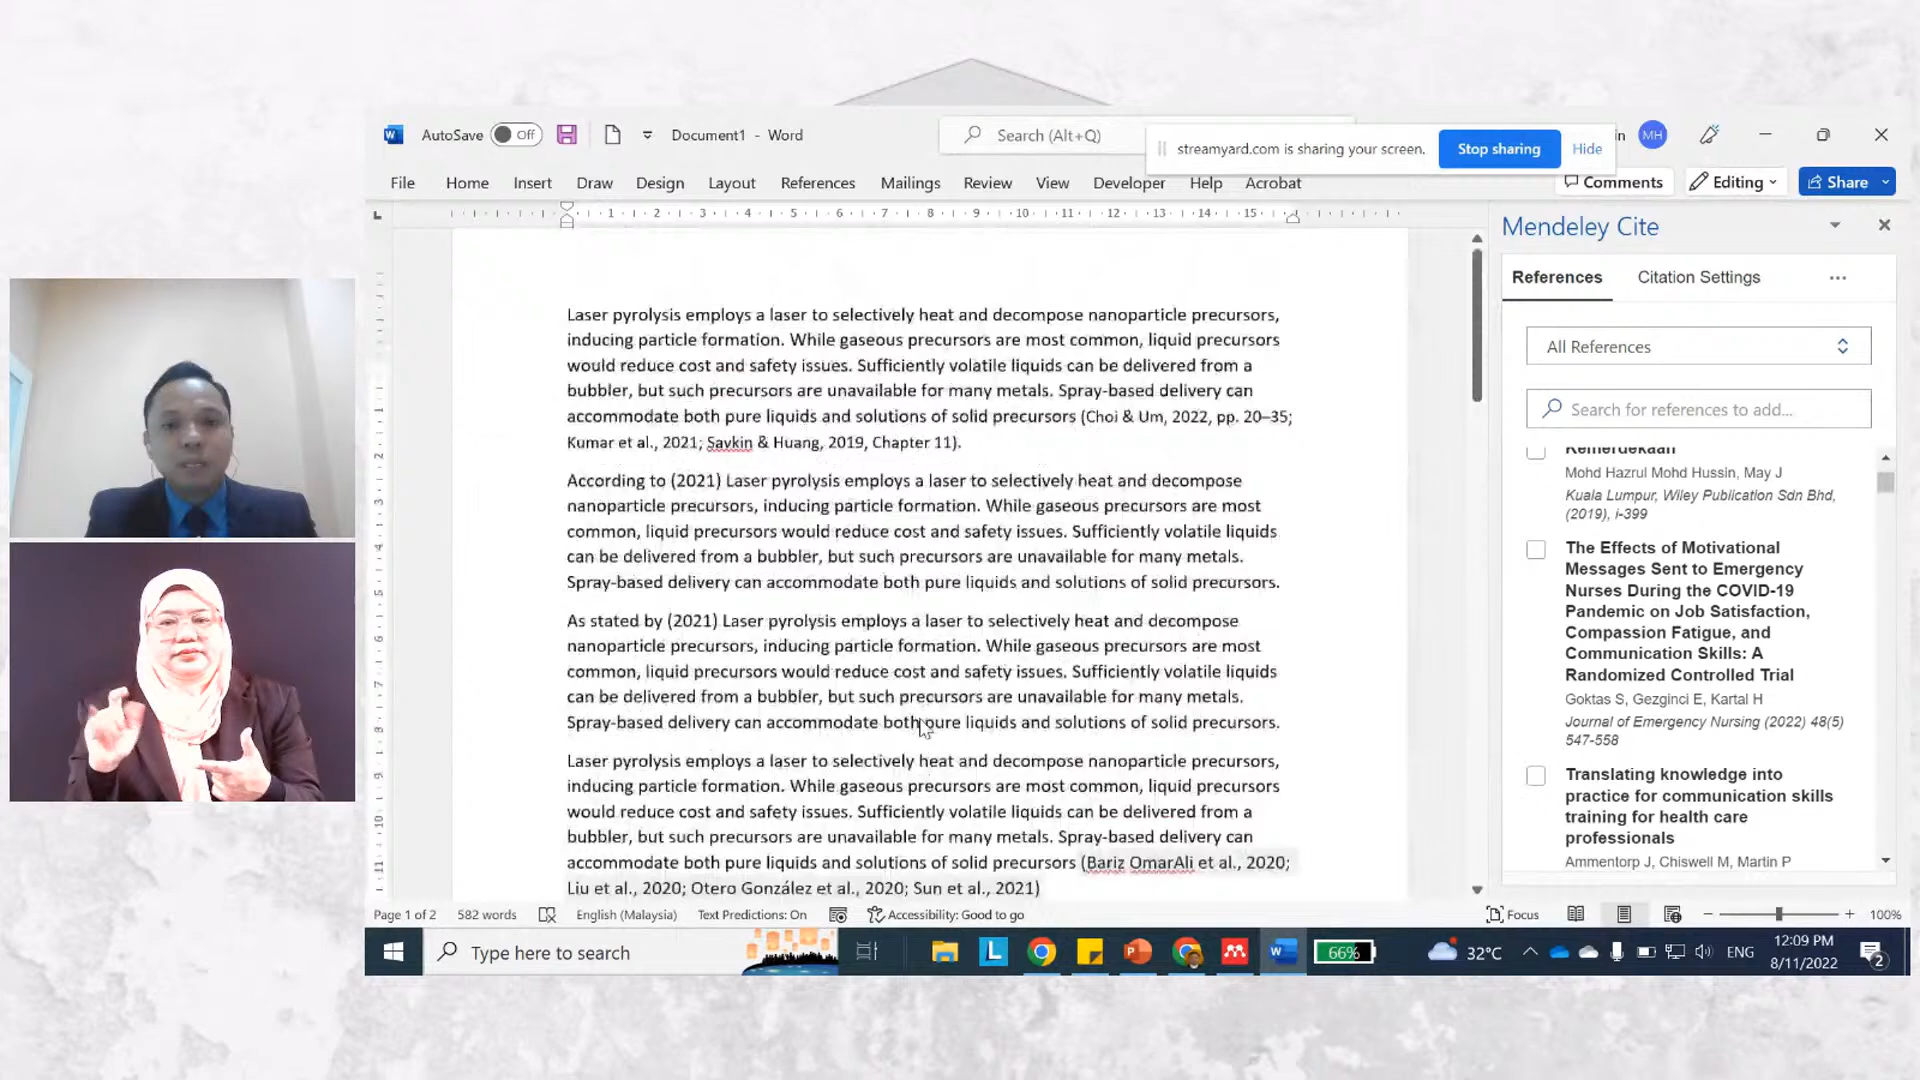 AutoSave Off Document1 - Word Search (Alt+Q) in MH
streamyard.com is sharing your screen. Stop sharing Hide
File Home Insert Draw Design Layout References Mailings Review View Developer Help Acrobat Comments Editing Share
1 2 3 4 5 6 7 8 9 10 11 12 13 14 15
Laser pyrolysis employs a laser to selectively heat and decompose nanoparticle precursors,
inducing particle formation. While gaseous precursors are most common, liquid precursors
would reduce cost and safety issues. Sufficiently volatile liquids can be delivered from a
bubbler, but such precursors are unavailable for many metals. Spray-based delivery can
accommodate both pure liquids and solutions of solid precursors (Choi & Um, 2022, pp. 20–35;
Kumar et al., 2021; Savkin & Huang, 2019, Chapter 11).
According to (2021) Laser pyrolysis employs a laser to selectively heat and decompose
nanoparticle precursors, inducing particle formation. While gaseous precursors are most
common, liquid precursors would reduce cost and safety issues. Sufficiently volatile liquids
can be delivered from a bubbler, but such precursors are unavailable for many metals.
Spray-based delivery can accommodate both pure liquids and solutions of solid precursors.
As stated by (2021) Laser pyrolysis employs a laser to selectively heat and decompose
nanoparticle precursors, inducing particle formation. While gaseous precursors are most
common, liquid precursors would reduce cost and safety issues. Sufficiently volatile liquids
can be delivered from a bubbler, but such precursors are unavailable for many metals.
Spray-based delivery can accommodate both pure liquids and solutions of solid precursors.
Laser pyrolysis employs a laser to selectively heat and decompose nanoparticle precursors,
inducing particle formation. While gaseous precursors are most common, liquid precursors
would reduce cost and safety issues. Sufficiently volatile liquids can be delivered from a
bubbler, but such precursors are unavailable for many metals. Spray-based delivery can
accommodate both pure liquids and solutions of solid precursors (Bariz OmarAli et al., 2020;
Liu et al., 2020; Otero González et al., 2020; Sun et al., 2021)
Mendeley Cite
References Citation Settings
All References
Search for references to add...
Kemerdekaan
Mohd Hazrul Mohd Hussin, May J
Kuala Lumpur, Wiley Publication Sdn Bhd,
(2019), i-399
The Effects of Motivational
Messages Sent to Emergency
Nurses During the COVID-19
Pandemic on Job Satisfaction,
Compassion Fatigue, and
Communication Skills: A
Randomized Controlled Trial
Goktas S, Gezginci E, Kartal H
Journal of Emergency Nursing (2022) 48(5)
547-558
Translating knowledge into
practice for communication skills
training for health care
professionals
Ammentorp J, Chiswell M, Martin P
Page 1 of 2 582 words English (Malaysia) Text Predictions: On Accessibility: Good to go Focus 100%
Type here to search 66% 32°C ENG 12:09 PM
8/11/2022 2